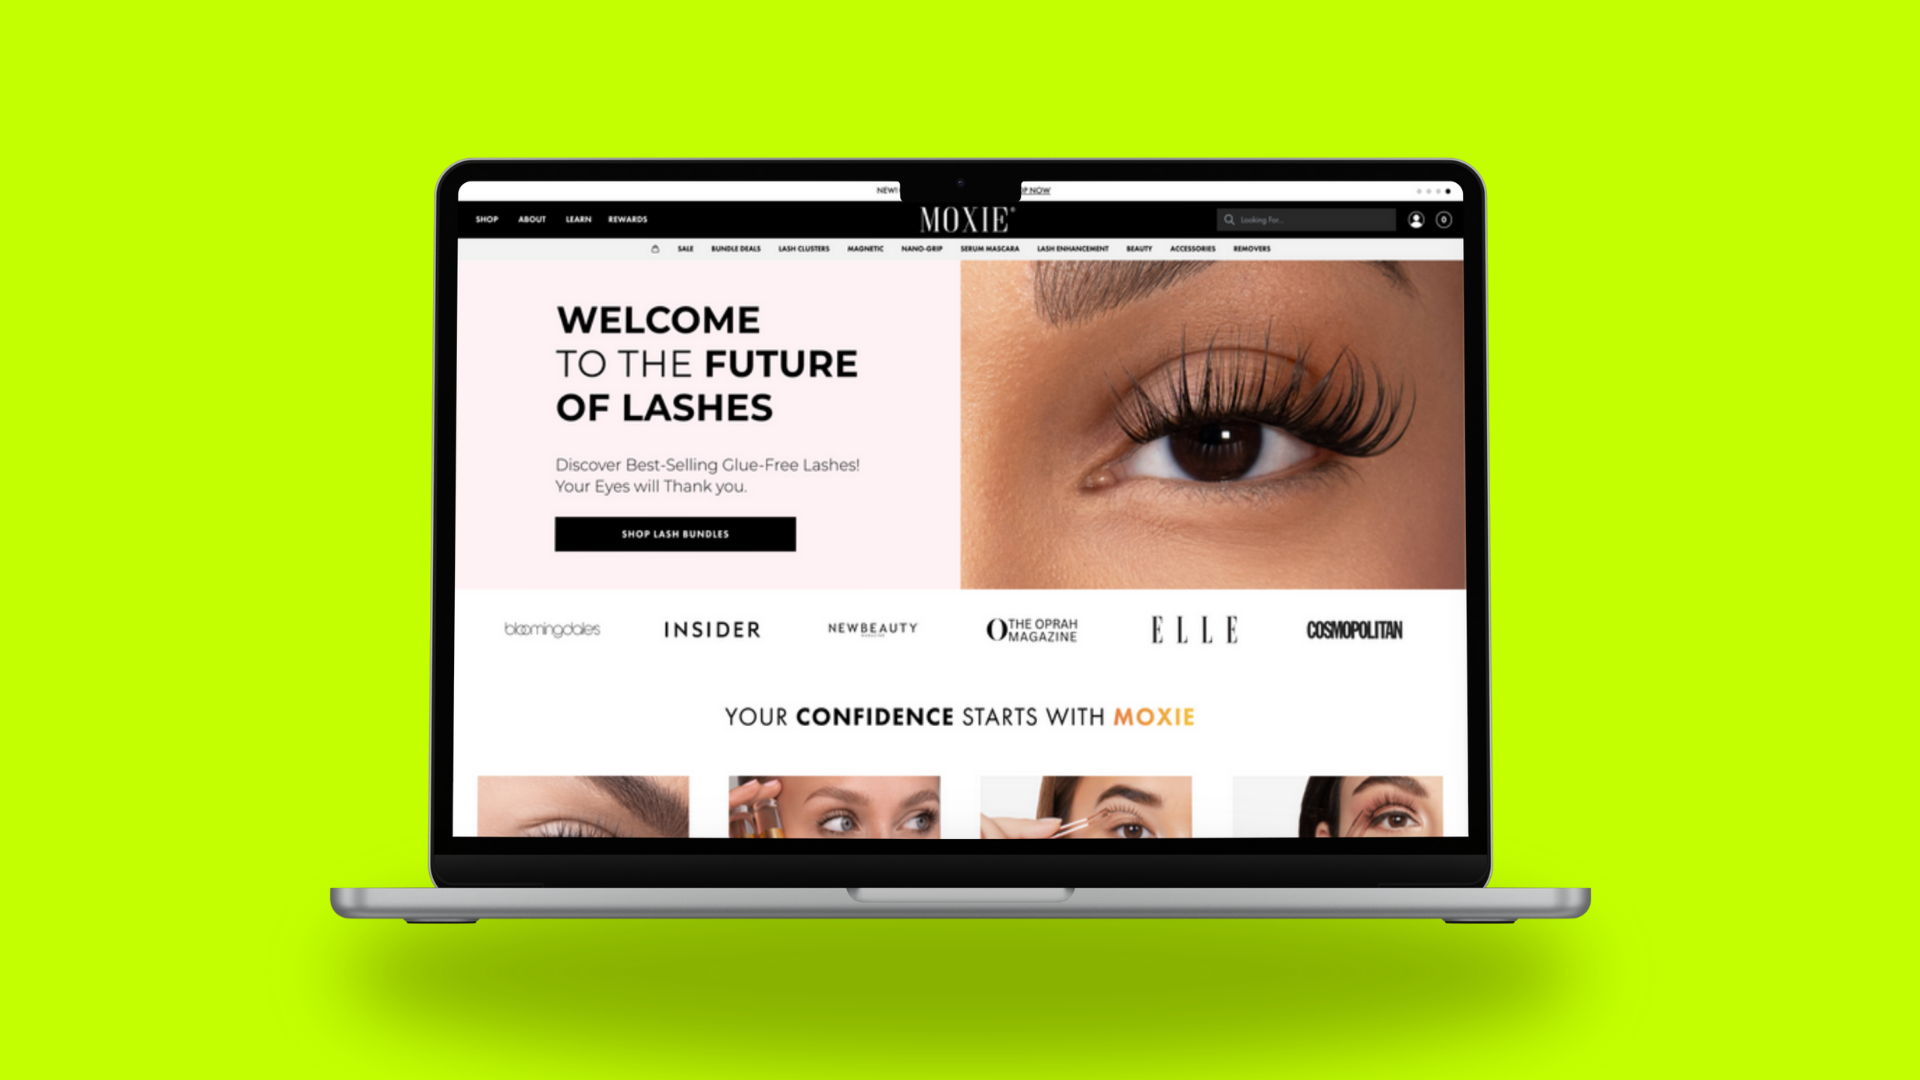 NEW!
P NOW
SHOP ABOUT LEARN REWARDS
MOXIE®
Looking For...
0
SALE BUNDLE DEALS LASH CLUSTERS MAGNETIC NANO-GRIP SERUM MASCARA LASH ENHANCEMENT BEAUTY ACCESSORIES REMOVERS
WELCOME
TO THE FUTURE
OF LASHES
Discover Best-Selling Glue-Free Lashes!
Your Eyes will Thank you.
SHOP LASH BUNDLES
bloomingdales
INSIDER
NEWBEAUTY
O THE OPRAH
MAGAZINE
ELLE
COSMOPOLITAN
YOUR CONFIDENCE STARTS WITH MOXIE